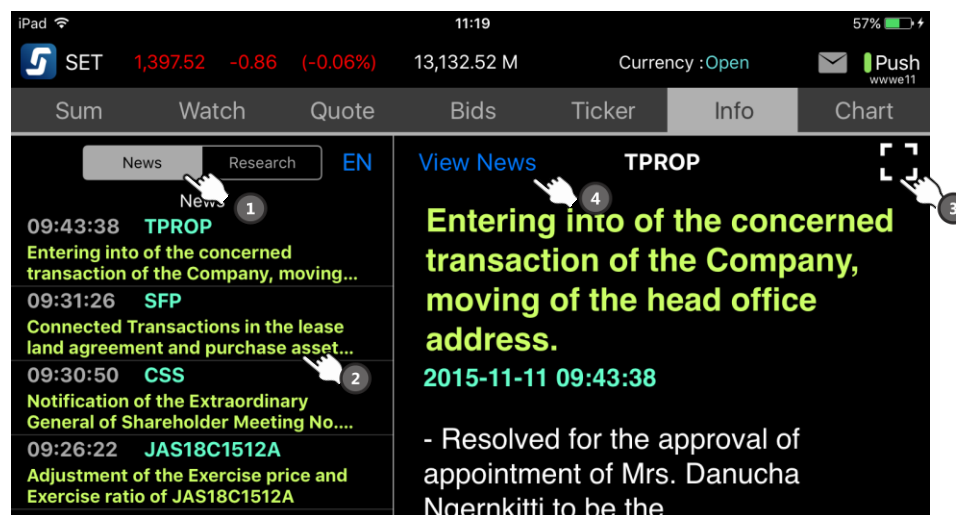 iPad 11:19 57%
SET 1,397.52 -0.86 (-0.06%) 13,132.52 M Currency :Open Push
wwwe11
Sum Watch Quote Bids Ticker Info Chart
News Research EN
1
News
09:43:38 TPROP
Entering into of the concerned
transaction of the Company, moving...
09:31:26 SFP
Connected Transactions in the lease
land agreement and purchase asset...
2
09:30:50 CSS
Notification of the Extraordinary
General of Shareholder Meeting No....
09:26:22 JAS18C1512A
Adjustment of the Exercise price and
Exercise ratio of JAS18C1512A
View News TPROP
4
3
Entering into of the concerned
transaction of the Company,
moving of the head office
address.
2015-11-11 09:43:38
- Resolved for the approval of
appointment of Mrs. Danucha
Ngernkitti to be the